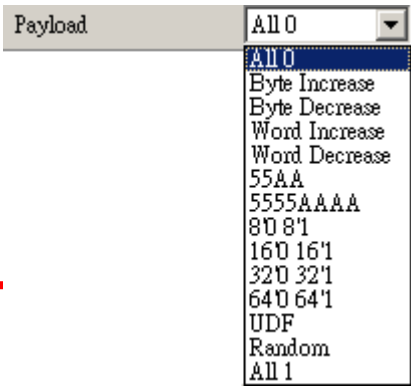 Payload All 0
All 0
Byte Increase
Byte Decrease
Word Increase
Word Decrease
55AA
5555AAAA
8'0 8'1
16'0 16'1
32'0 32'1
64'0 64'1
UDF
Random
All 1